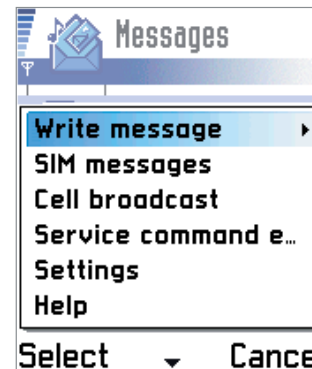 Messages
Write message
SIM messages
Cell broadcast
Service command e...
Settings
Help
Select Cance